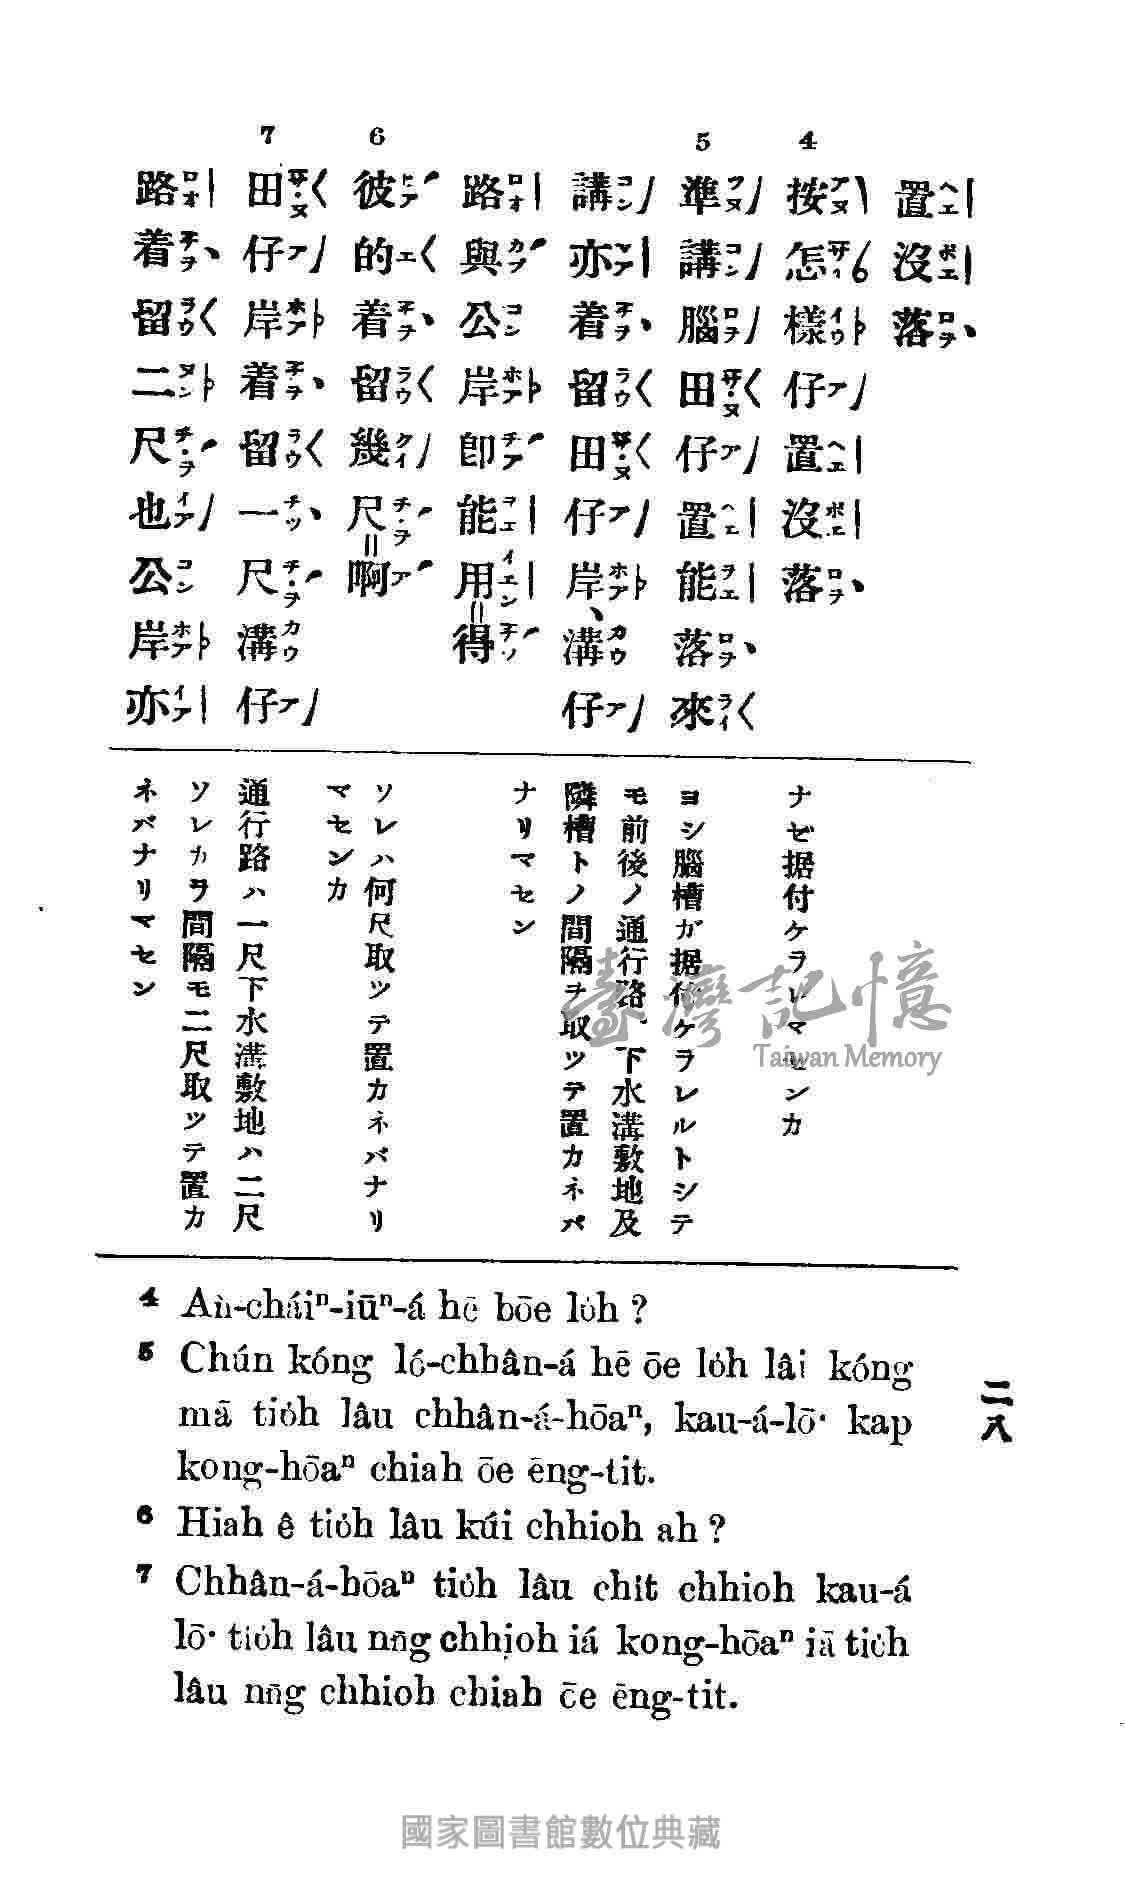 置沒落
4 按怎樣仔置沒落
5 準講腦田仔置能落來
講亦着留田仔岸、溝仔
路與公岸卽能用得
6 彼的着留幾尺啊
7 田仔岸着留一尺溝仔
路着留二尺也公岸亦
ナゼ据付ケラレマセンカ
ヨシ腦槽ガ据付ケラレルトシテ
モ前後ノ通行路、下水溝敷地及
隣槽トノ間隔ヲ取ツテ置カネバ
ナリマセン
ソレハ何尺取ツテ置カネバナリ
マセンカ
通行路ハ一尺下水溝敷地ハ二尺
ソレカラ間隔モ二尺取ツテ置カ
ネバナリマセン
4 Aǹ-cháiⁿ-iūⁿ-á hē bōe lo̍h ?
5 Chún kóng ló-chhân-á hē ōe lo̍h lâi kóng
mā tio̍h lâu chhân-á-hōaⁿ, kau-á-lō͘ kap
kong-hōaⁿ chiah ōe ēng-tit.
6 Hiah ê tio̍h lâu kúi chhioh ah ?
7 Chhân-á-hōaⁿ tio̍h lâu chi̍t chhioh kau-á
lō͘ tio̍h lâu nn̄g chhioh iá kong-hōaⁿ iā tio̍h
lâu nn̄g chhioh chiah ōe ēng-tit.
二八
臺灣記憶
Taiwan Memory
國家圖書館數位典藏